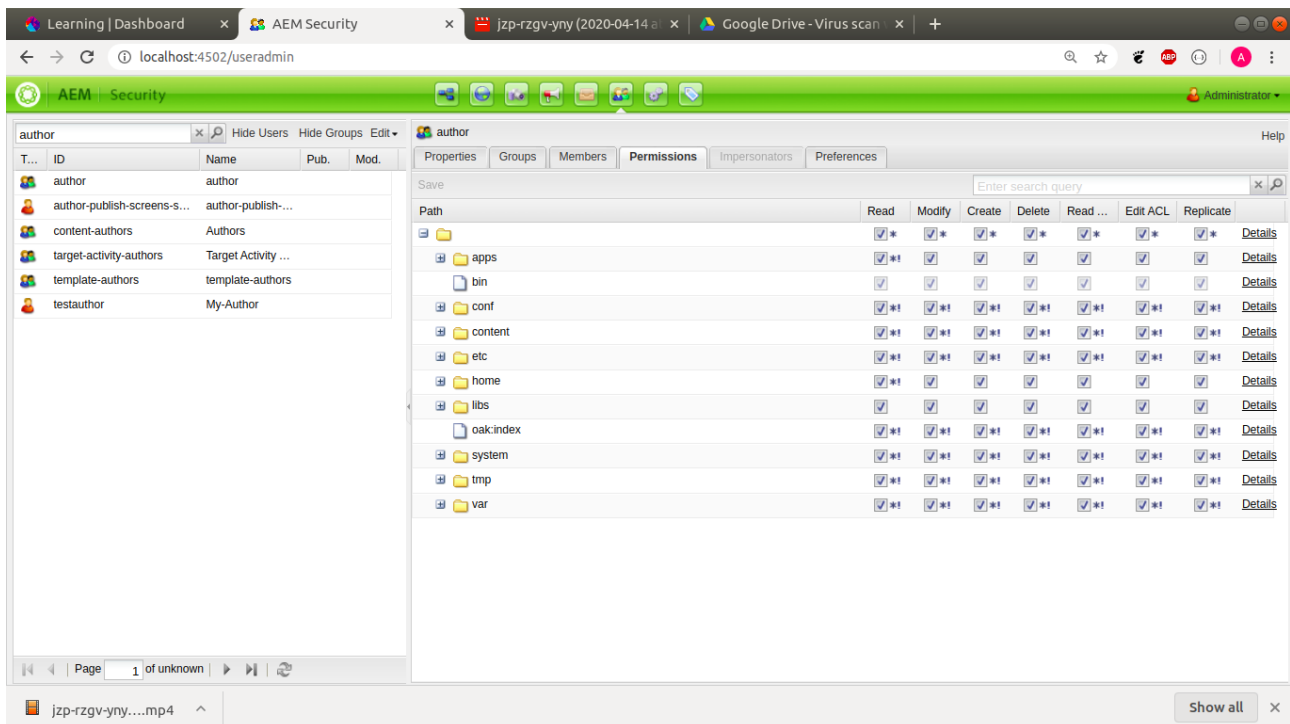 Learning | Dashboard × AEM Security × jzp-rzgv-yny (2020-04-14 a × Google Drive - Virus scan × +
localhost:4502/useradmin ABP A
AEM Security Administrator
author × Hide Users Hide Groups Edit
T... ID Name Pub. Mod.
author author
author-publish-screens-s... author-publish-...
content-authors Authors
target-activity-authors Target Activity ...
template-authors template-authors
testauthor My-Author
Page 1 of unknown
author Help
Properties Groups Members Permissions Impersonators Preferences
Save Enter search query ×
Path Read Modify Create Delete Read ... Edit ACL Replicate
* * * * * * * Details
apps *! Details
bin Details
conf *! *! *! *! *! *! *! Details
content *! *! *! *! *! *! *! Details
etc *! *! *! *! *! *! *! Details
home *! Details
libs Details
oak:index *! *! *! *! *! *! *! Details
system *! *! *! *! *! *! *! Details
tmp *! *! *! *! *! *! *! Details
var *! *! *! *! *! *! *! Details
jzp-rzgv-yny....mp4 Show all ×